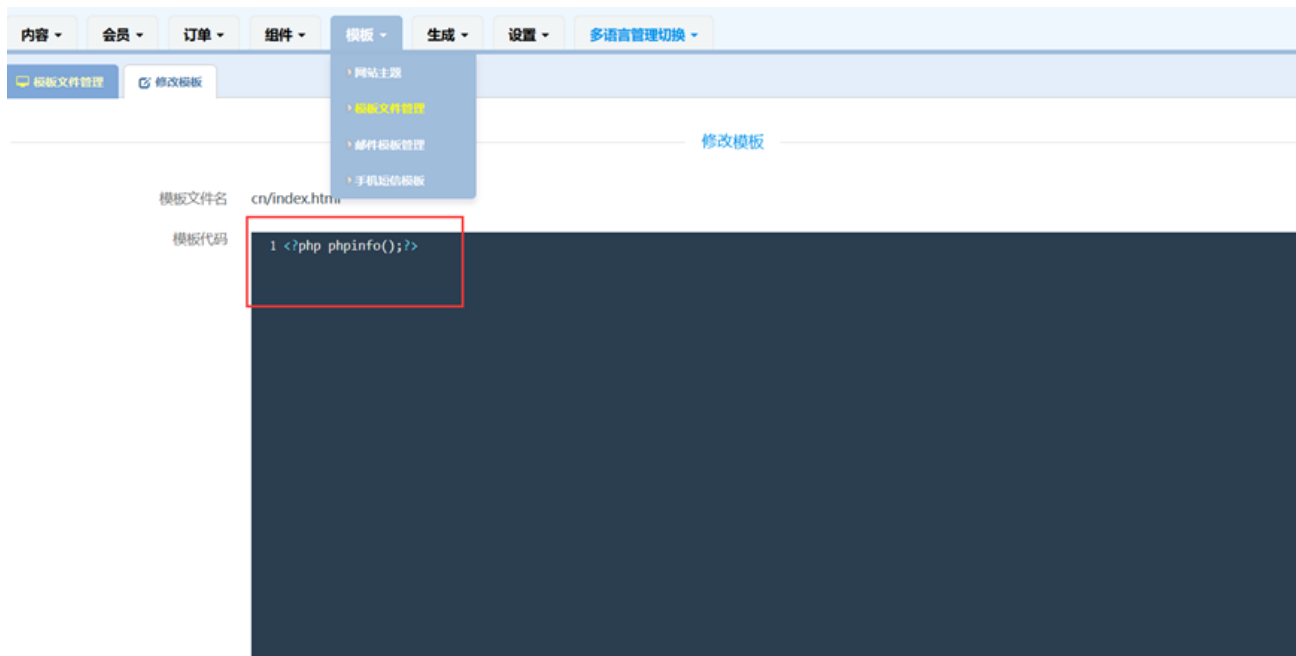 内容 会员 订单 组件 模板 生成 设置 多语言管理切换
模板文件管理 修改模板
网站主题
模板文件管理
邮件模板管理
手机短信模板
修改模板
模板文件名 cn/index.html
模板代码
1 <?php phpinfo();?>